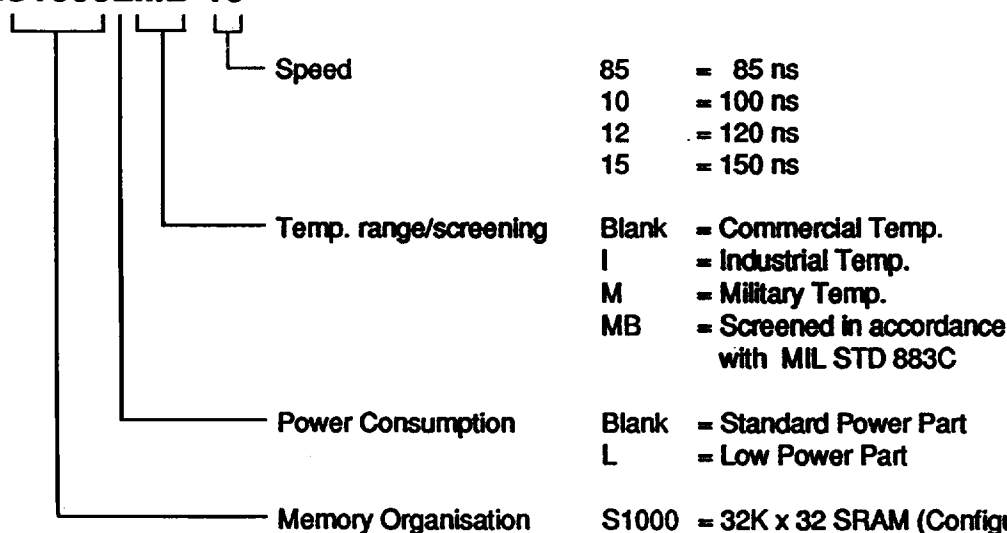 Speed 85 = 85 ns
10 = 100 ns
12 = 120 ns
15 = 150 ns
Temp. range/screening Blank = Commercial Temp.
I = Industrial Temp.
M = Military Temp.
MB = Screened in accordance
with MIL STD 883C
Power Consumption Blank = Standard Power Part
L = Low Power Part
Memory Organisation S1000 = 32K x 32 SRAM